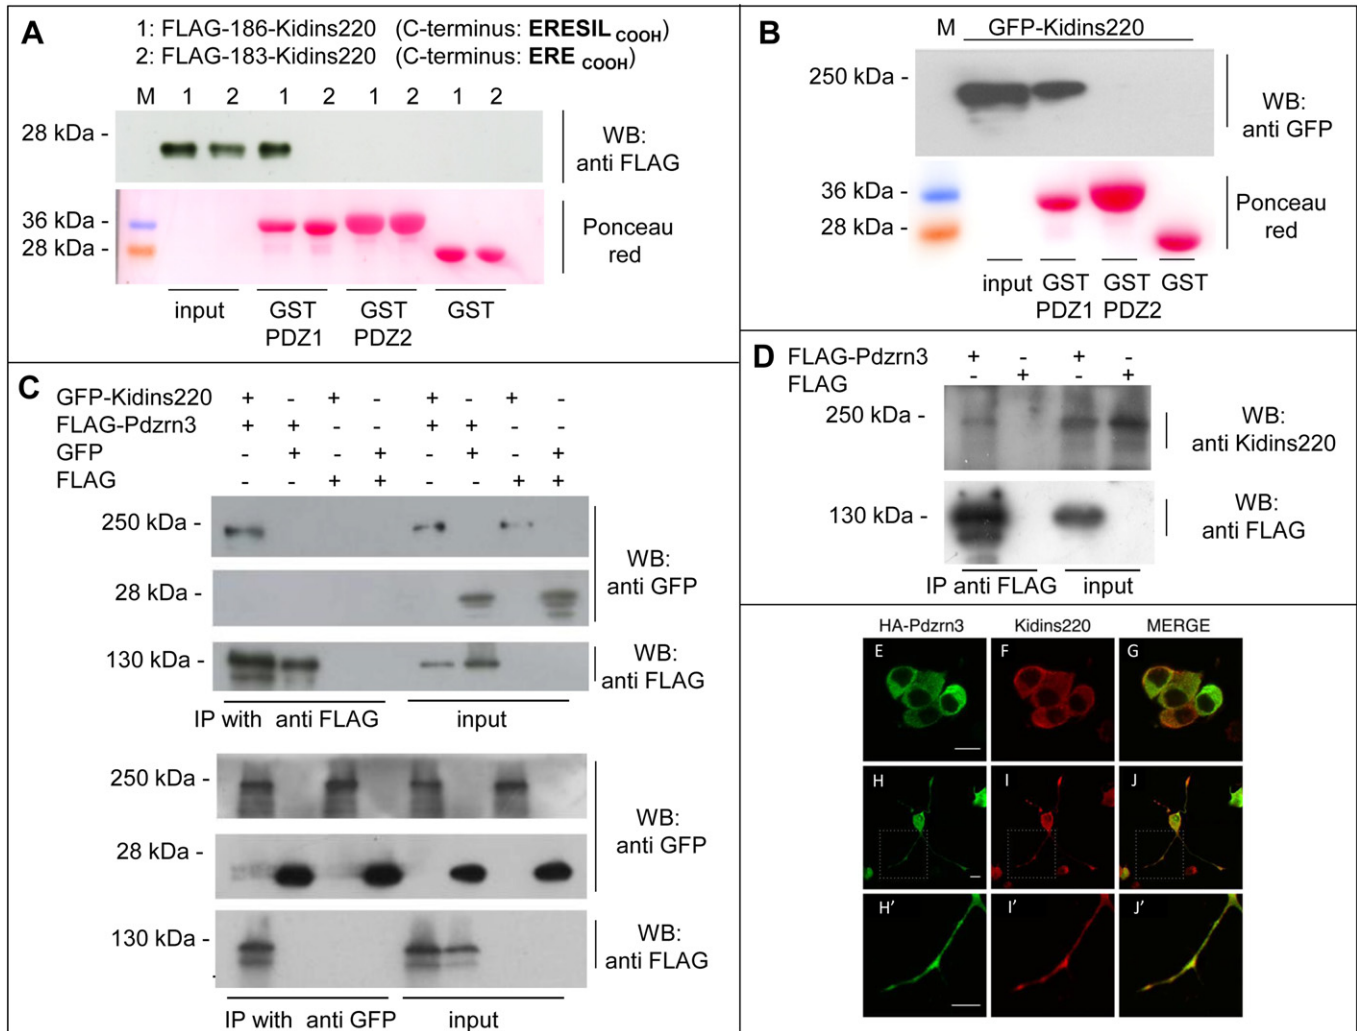 A
1: FLAG-186-Kidins220 (C-terminus: ERESIL COOH)
2: FLAG-183-Kidins220 (C-terminus: ERE COOH)
M 1 2 1 2 1 2 1 2
28 kDa -
WB:
anti FLAG
36 kDa -
28 kDa -
Ponceau
red
input GST PDZ1 GST PDZ2 GST
B
M GFP-Kidins220
250 kDa -
WB:
anti GFP
36 kDa -
28 kDa -
Ponceau
red
input GST GST GST
PDZ1 PDZ2
C
GFP-Kidins220 + - + - + - + -
FLAG-Pdzrn3 + + - - + + - -
GFP - + - + - + - +
FLAG - - + + - - + +
250 kDa -
28 kDa -
WB:
anti GFP
130 kDa -
WB:
anti FLAG
IP with anti FLAG input
250 kDa -
28 kDa -
WB:
anti GFP
130 kDa -
WB:
anti FLAG
IP with anti GFP input
D
FLAG-Pdzrn3 + - + -
FLAG - + - +
250 kDa -
WB:
anti Kidins220
130 kDa -
WB:
anti FLAG
IP anti FLAG input
HA-Pdzrn3 Kidins220 MERGE
E F G
H I J
H' I' J'